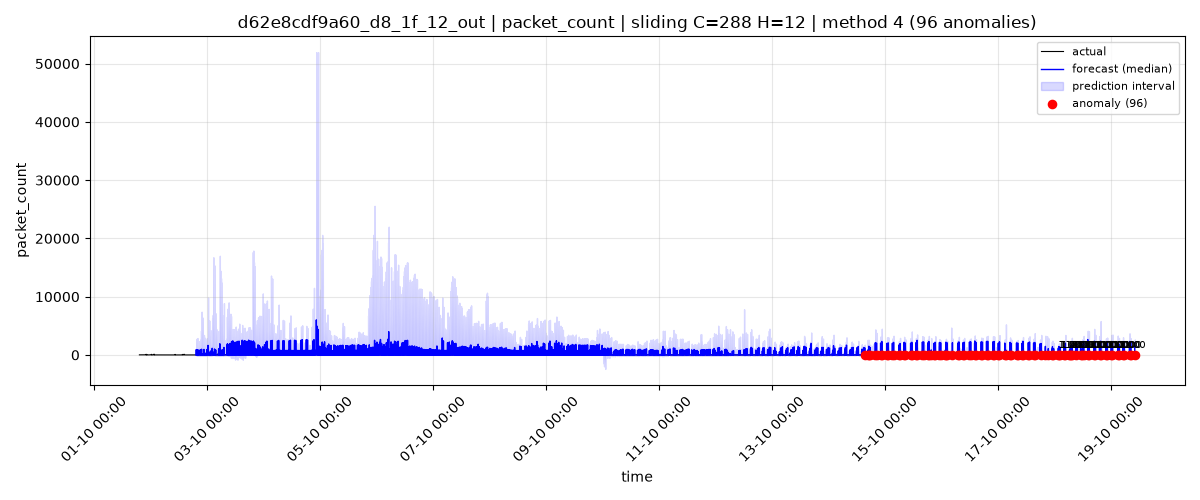 d62e8cdf9a60_d8_1f_12_out | packet_count | sliding C=288 H=12 | method 4 (96 anomalies)
actual
forecast (median)
prediction interval
anomaly (96)
packet_count
50000
40000
30000
20000
10000
0
01-10 00:00
03-10 00:00
05-10 00:00
07-10 00:00
09-10 00:00
11-10 00:00
13-10 00:00
15-10 00:00
17-10 00:00
19-10 00:00
time